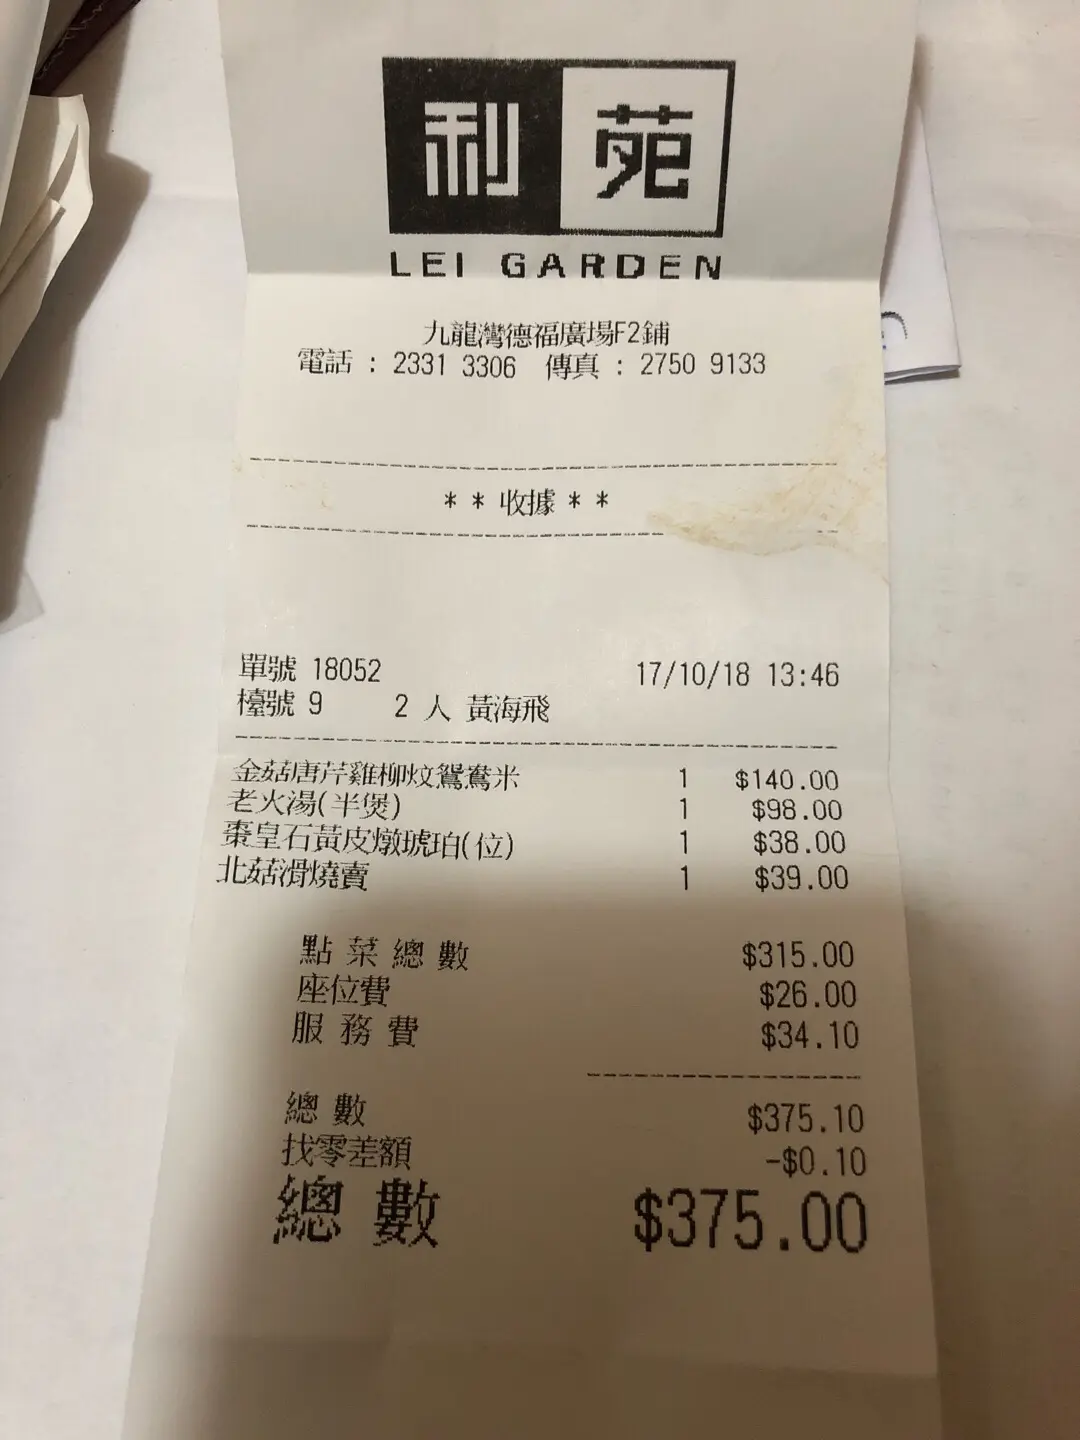 利苑
LEI GARDEN
九龍灣德福廣場F2鋪
電話 : 2331 3306 傳真 : 2750 9133
**收據**
單號 18052 17/10/18 13:46
檯號 9 2 人 黃海飛
金菇唐芹雞柳炆鴛鴦米 1 $140.00
老火湯(半煲) 1 $98.00
棗皇石黃皮燉琥珀(位) 1 $38.00
北菇滑燒賣 1 $39.00
點菜總數 $315.00
座位費 $26.00
服務費 $34.10
總數 $375.10
找零差額 -$0.10
總數 $375.00